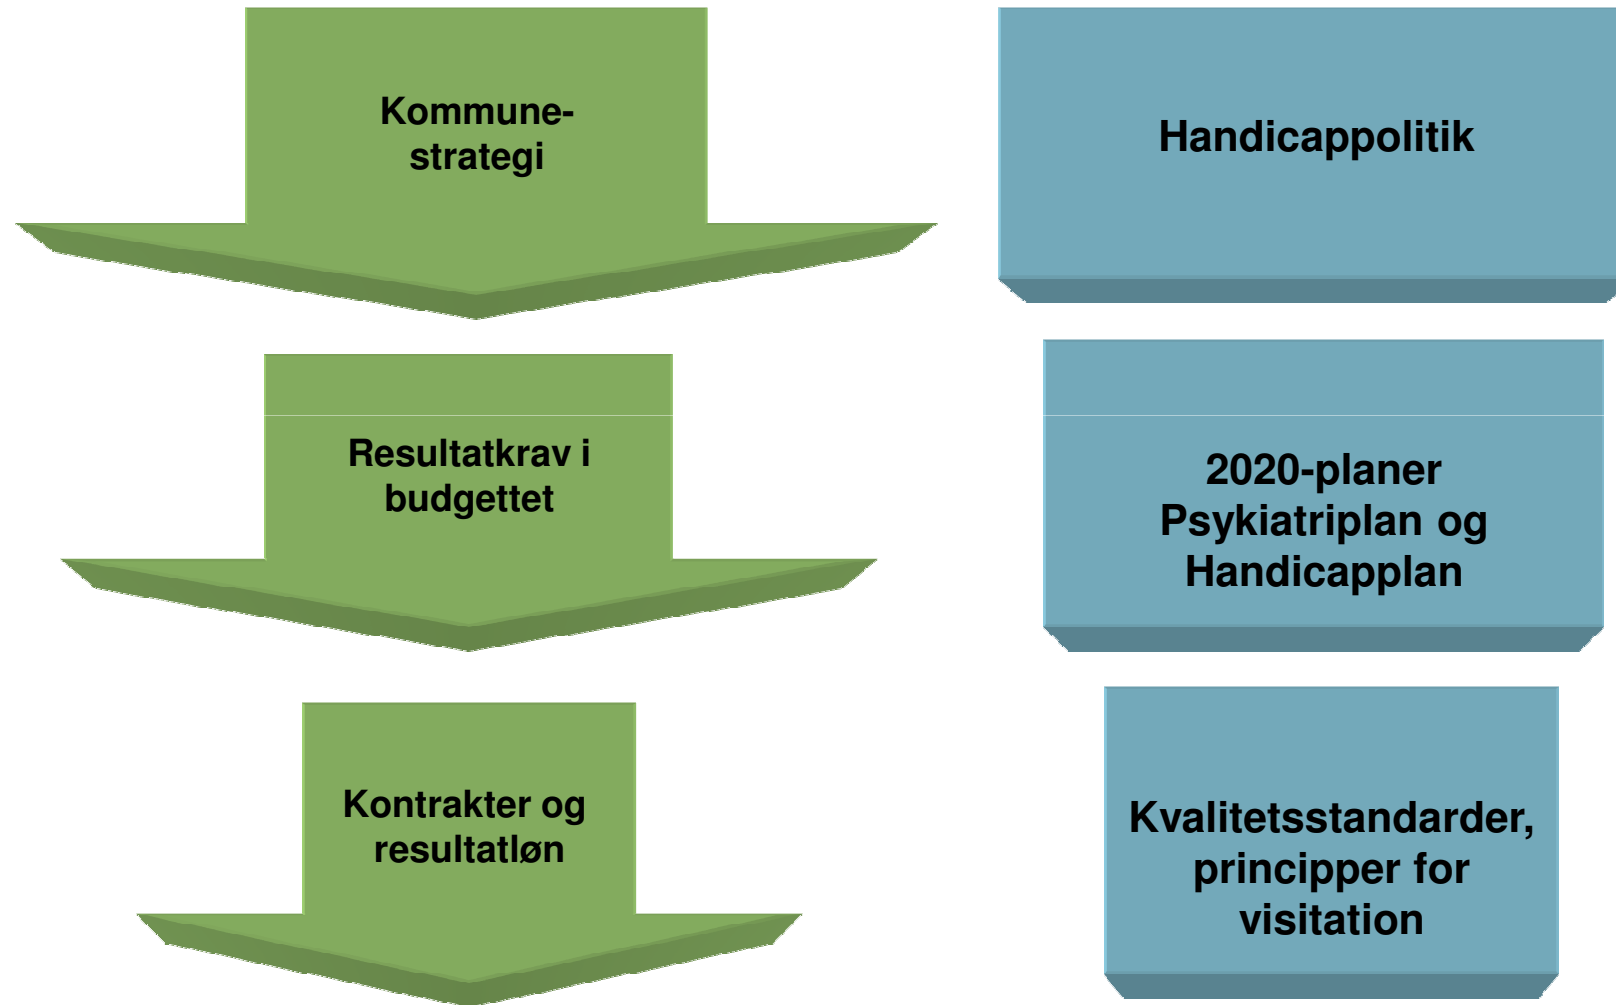 Kommune-
strategi
Handicappolitik
Resultatkrav i
budgettet
2020-planer
Psykiatriplan og
Handicapplan
Kontrakter og
resultatløn
Kvalitetsstandarder,
principper for
visitation